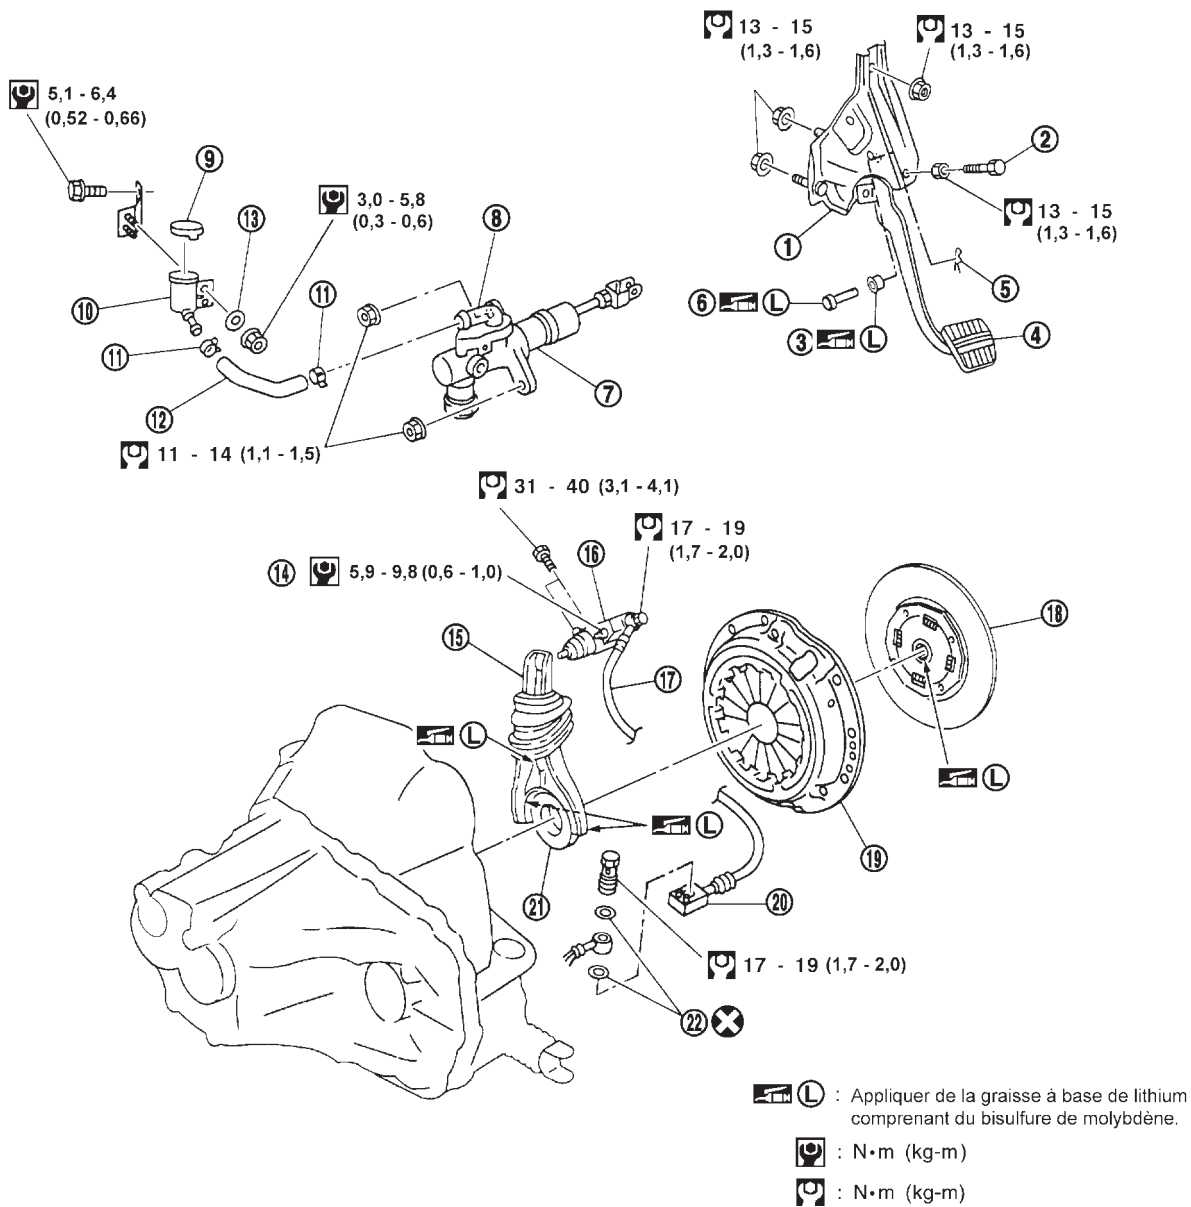 13 - 15
(1,3 - 1,6)
13 - 15
(1,3 - 1,6)
5,1 - 6,4
(0,52 - 0,66)
9
2
3,0 - 5,8
(0,3 - 0,6)
13
8
13 - 15
(1,3 - 1,6)
1
10
11
5
6 L
3 L
4
11
7
12
11 - 14 (1,1 - 1,5)
31 - 40 (3,1 - 4,1)
17 - 19
(1,7 - 2,0)
14 5,9 - 9,8 (0,6 - 1,0)
16
18
15
17
L
L
L
19
21
20
17 - 19 (1,7 - 2,0)
22
L : Appliquer de la graisse à base de lithium
comprenant du bisulfure de molybdène.
: N•m (kg-m)
: N•m (kg-m)